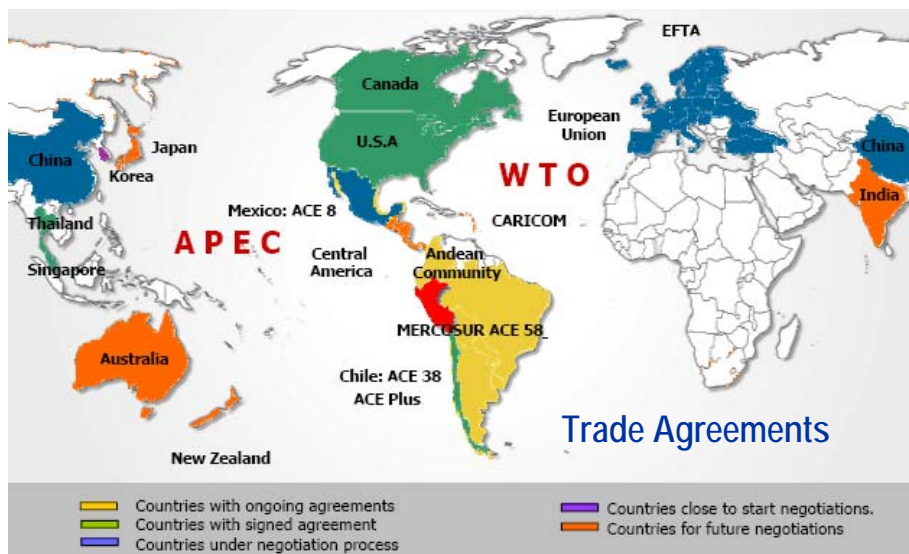 EFTA
Canada
European
Union
U.S.A
China
Japan
Korea
WTO
China
India
Mexico: ACE 8
CARICOM
Thailand
APEC
Central
America
Andean
Community
Singapore
MERCOSUR ACE 58
Australia
Chile: ACE 38
ACE Plus
Trade Agreements
New Zealand
Countries with ongoing agreements
Countries with signed agreement
Countries under negotiation process
Countries close to start negotiations.
Countries for future negotiations